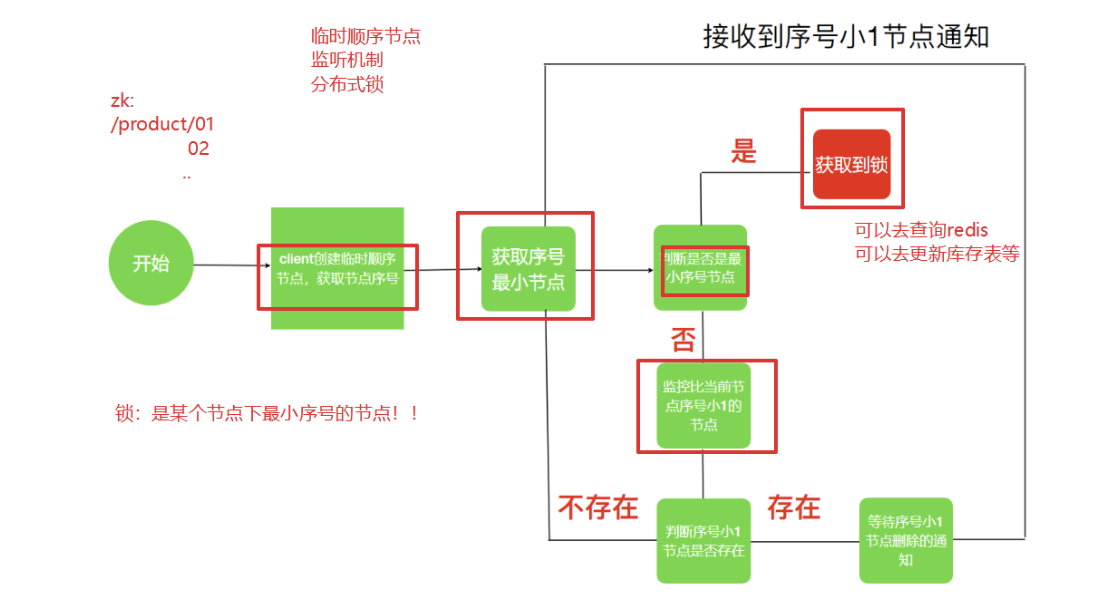 接收到序号小1节点通知
临时顺序节点
监听机制
分布式锁
zk:
/product/01
02
..
是
获取到锁
可以去查询redis
可以去更新库存表等
开始
client创建临时顺序
节点，获取节点序号
获取序号
最小节点
判断是否是最
小序号节点
否
监控比当前节
点序号小1的
节点
锁：是某个节点下最小序号的节点！！
不存在
判断序号小1
节点是否存在
存在
等待序号小1
节点删除的通
知